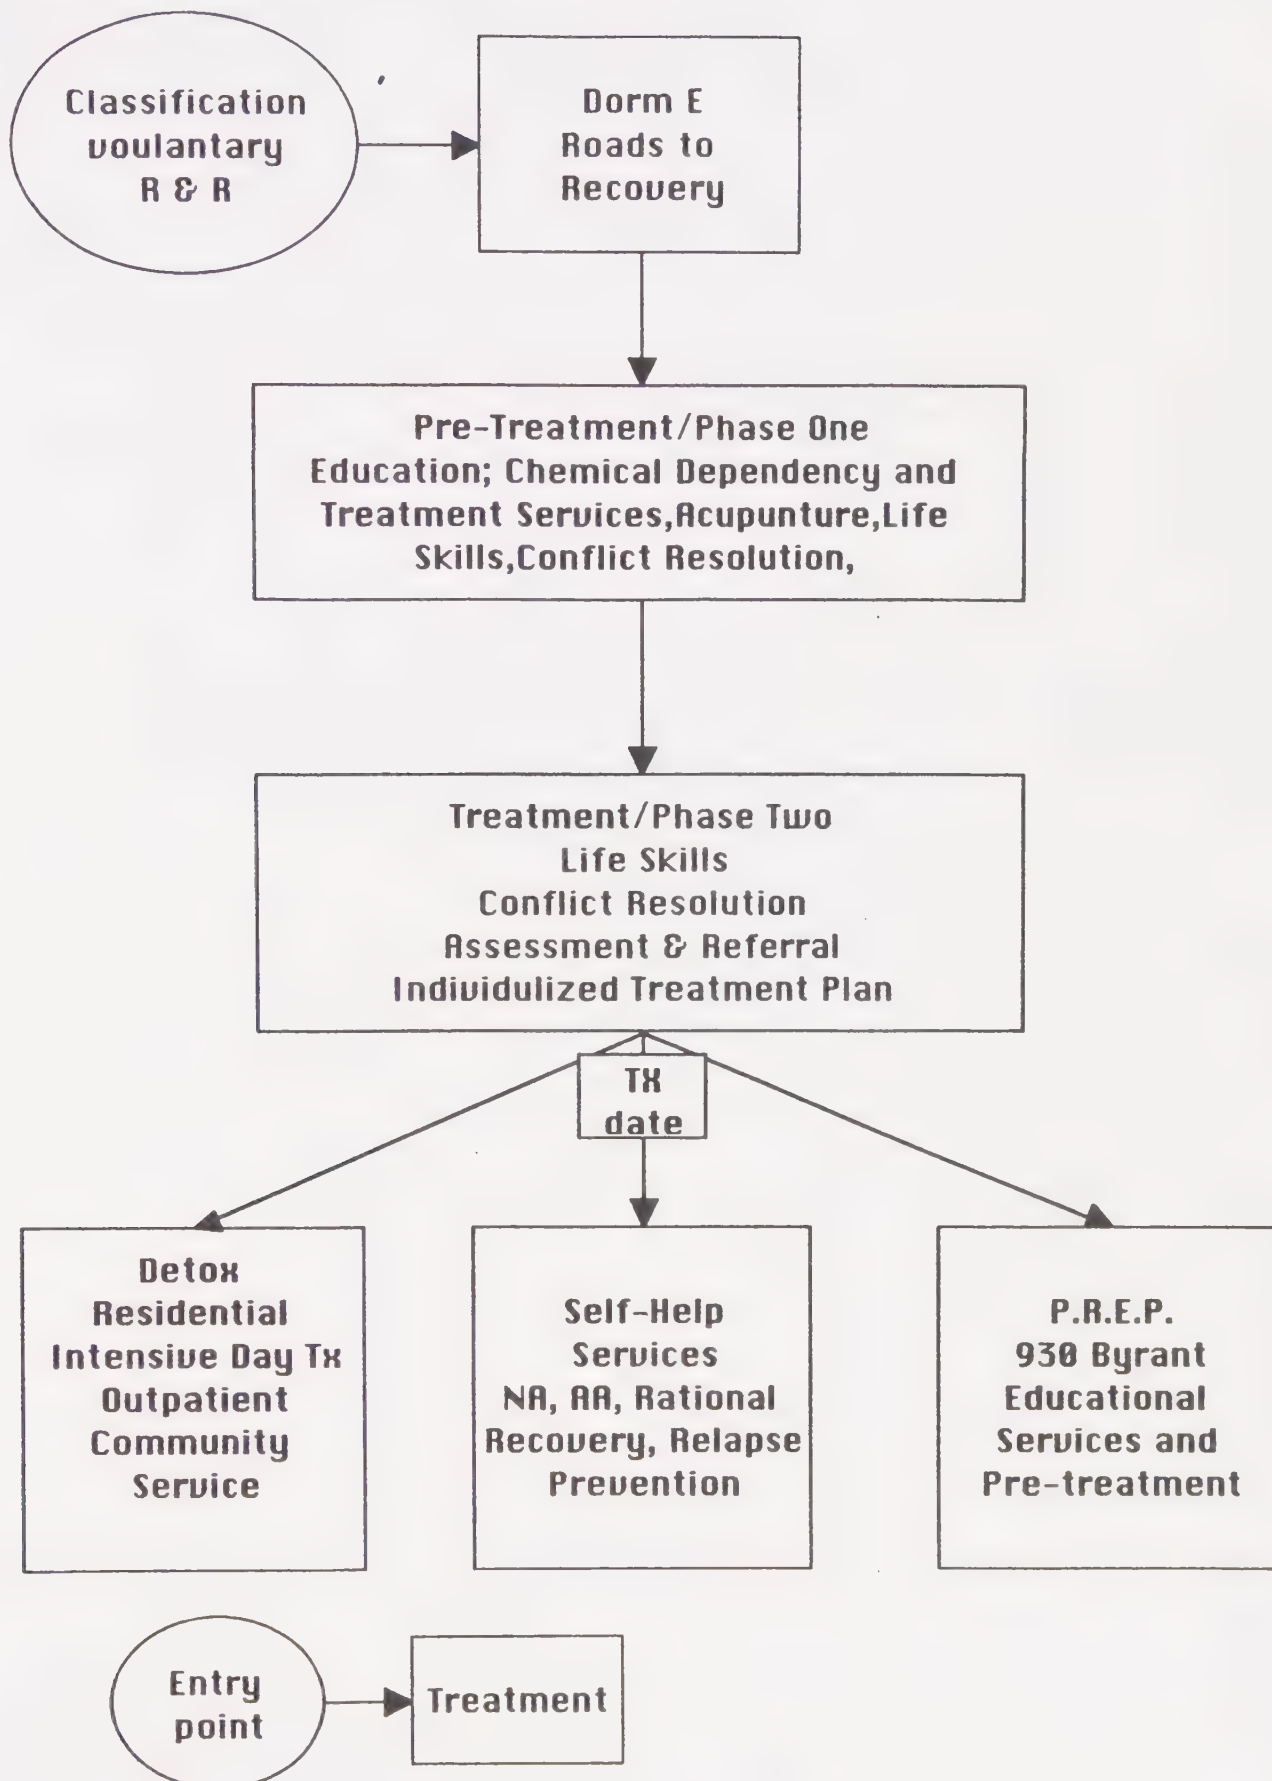 Classification
voulantary
R & R
Dorm E
Roads to
Recovery
Pre-Treatment/Phase One
Education; Chemical Dependency and
Treatment Services,Acupunture,Life
Skills,Conflict Resolution,
Treatment/Phase Two
Life Skills
Conflict Resolution
Assessment & Referral
Individulized Treatment Plan
TX
date
Detox
Residential
Intensive Day Tx
Outpatient
Community
Service
Self-Help
Services
NA, AA, Rational
Recovery, Relapse
Prevention
P.R.E.P.
930 Byrant
Educational
Services and
Pre-treatment
Entry
point
Treatment